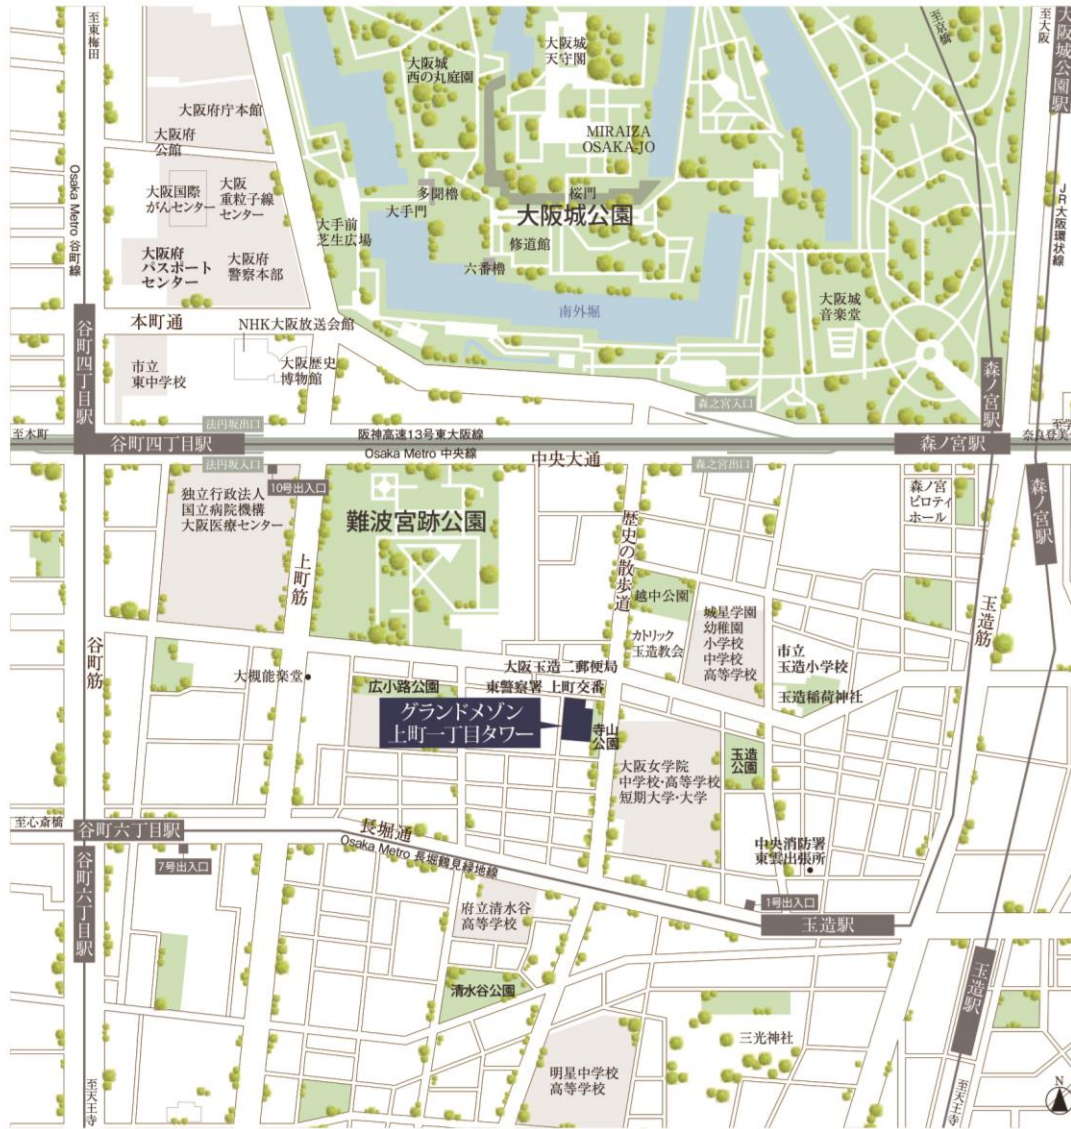 至東梅田
至京橋
至大阪
大阪城公園駅
大阪城
天守閣
大阪城
西の丸庭園
大阪府庁本館
大阪府
公館
MIRAIZA
OSAKA-JO
Osaka Metro 谷町線
大阪国際
がんセンター
大阪
重粒子線
センター
多聞櫓
桜門
大手門
大阪城公園
JR大阪環状線
大手前
芝生広場
修道館
大阪府
パスポート
センター
大阪府
警察本部
六番櫓
南外堀
大阪城
音楽堂
本町通
NHK大阪放送会館
谷町四丁目駅
市立
東中学校
大阪歴史
博物館
森ノ宮駅
法円坂出口
森之宮入口
至本町
谷町四丁目駅
阪神高速13号東大阪線
Osaka Metro 中央線
中央大通
森ノ宮駅
奈良登美
法円坂入口
森之宮出口
10号出入口
独立行政法人
国立病院機構
大阪医療センター
難波宮跡公園
森ノ宮
ピロティ
ホール
森ノ宮駅
上町筋
歴史の散歩道
越中公園
城星学園
幼稚園
小学校
中学校
高等学校
玉造筋
谷町筋
カトリック
玉造教会
市立
玉造小学校
大槻能楽堂
大阪玉造二郵便局
広小路公園
東警察署 上町交番
玉造稲荷神社
グランドメゾン
上町一丁目タワー
寺山
公園
大阪女学院
中学校・高等学校
短期大学・大学
玉造
公園
至心斎橋
谷町六丁目駅
長堀通
Osaka Metro 長堀鶴見緑地線
7号出入口
谷町六丁目駅
中央消防署
東雲出張所
1号出入口
玉造駅
府立清水谷
高等学校
玉造駅
清水谷公園
三光神社
明星中学校
高等学校
至天王寺
至天王寺
N